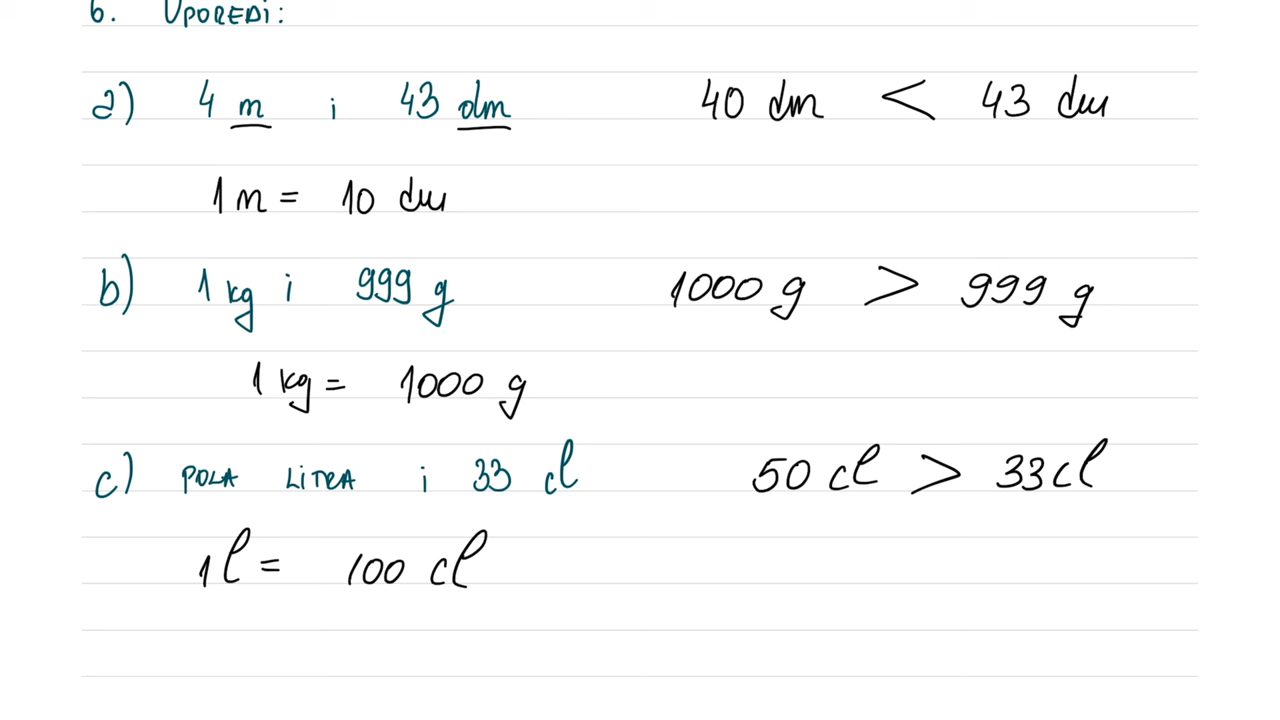 6. UPOREDI:
a) 4 m i 43 dm 40 dm < 43 dm
1 m = 10 dm
b) 1 kg i 999 g 1000 g > 999 g
1 kg = 1000 g
c) POLA LITRA i 33 cl 50 cl > 33 cl
1 l = 100 cl